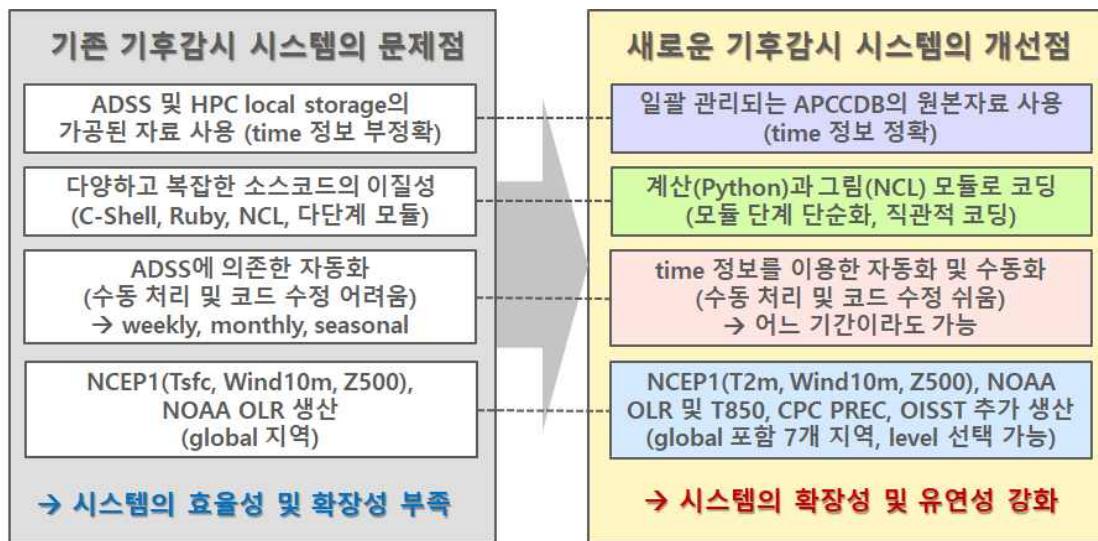 기존 기후감시 시스템의 문제점
ADSS 및 HPC local storage의
가공된 자료 사용 (time 정보 부정확)
다양하고 복잡한 소스코드의 이질성
(C-Shell, Ruby, NCL, 다단계 모듈)
ADSS에 의존한 자동화
(수동 처리 및 코드 수정 어려움)
→ weekly, monthly, seasonal
NCEP1(Tsfc, Wind10m, Z500),
NOAA OLR 생산
(global 지역)
→ 시스템의 효율성 및 확장성 부족
새로운 기후감시 시스템의 개선점
일괄 관리되는 APCCDB의 원본자료 사용
(time 정보 정확)
계산(Python)과 그림(NCL) 모듈로 코딩
(모듈 단계 단순화, 직관적 코딩)
time 정보를 이용한 자동화 및 수동화
(수동 처리 및 코드 수정 쉬움)
→ 어느 기간이라도 가능
NCEP1(T2m, Wind10m, Z500), NOAA
OLR 및 T850, CPC PREC, OISST 추가 생산
(global 포함 7개 지역, level 선택 가능)
→ 시스템의 확장성 및 유연성 강화